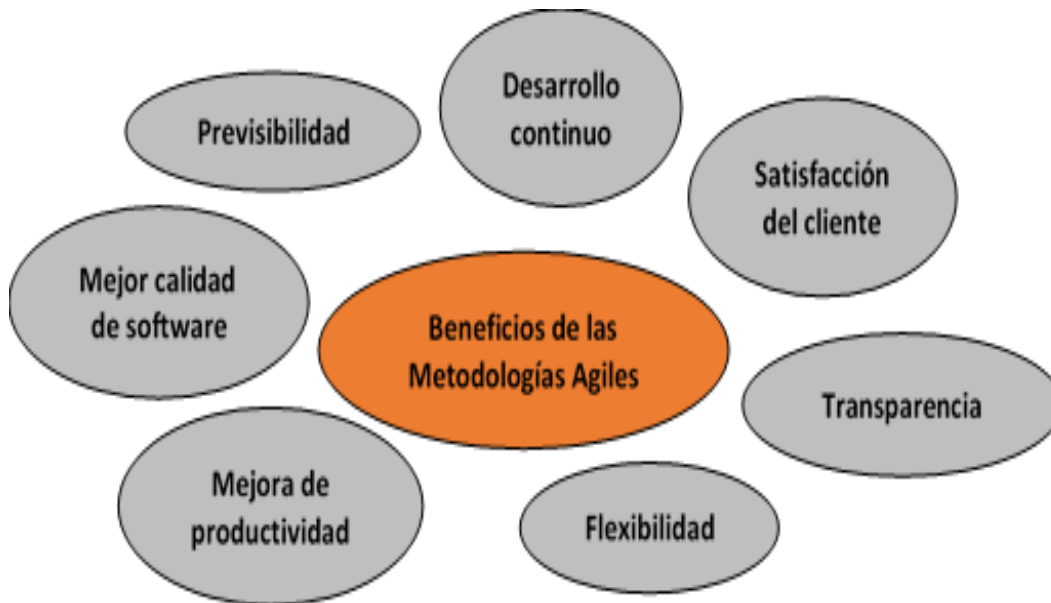 Desarrollo
continuo
Previsibilidad
Satisfacción
del cliente
Mejor calidad
de software
Beneficios de las
Metodologías Agiles
Transparencia
Mejora de
productividad
Flexibilidad